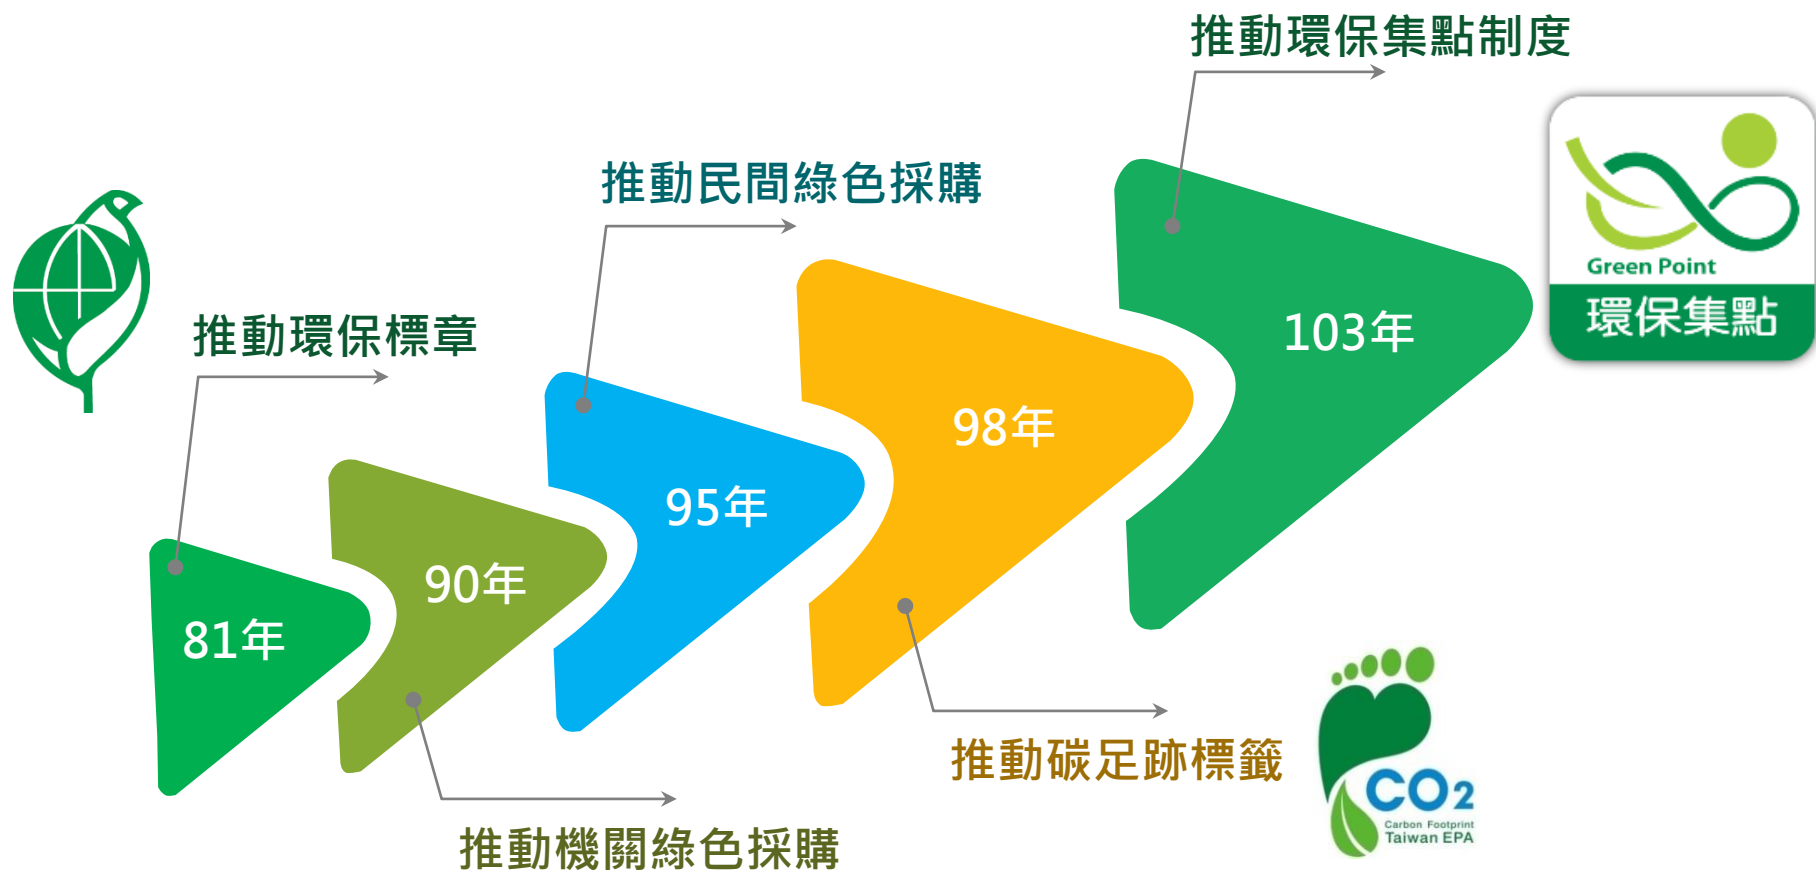 推動環保集點制度
推動民間綠色採購
Green Point
環保集點
推動環保標章
103年
98年
95年
90年
81年
推動碳足跡標籤
CO2
Carbon Footprint
Taiwan EPA
推動機關綠色採購